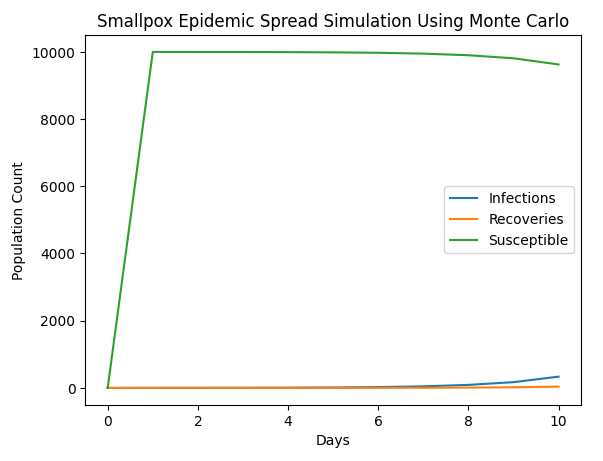 Smallpox Epidemic Spread Simulation Using Monte Carlo
10000
8000
6000
4000
2000
0
Population Count
Infections
Recoveries
Susceptible
0 2 4 6 8 10
Days